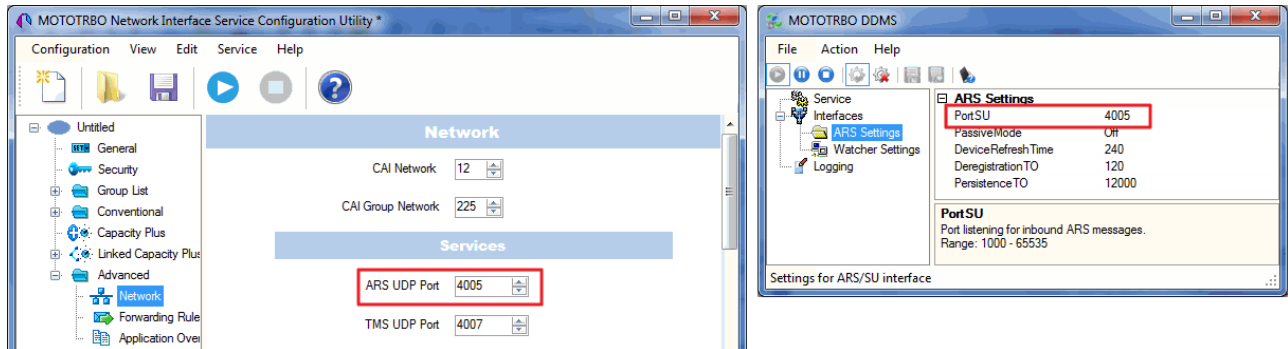 MOTOTRBO Network Interface Service Configuration Utility *
Configuration View Edit Service Help
Untitled
General
Security
Group List
Conventional
Capacity Plus
Linked Capacity Plus
Advanced
Network
Forwarding Rule
Application Over
Network
CAI Network 12
CAI Group Network 225
Services
ARS UDP Port 4005
TMS UDP Port 4007
MOTOTRBO DDMS
File Action Help
Service
Interfaces
ARS Settings
Watcher Settings
Logging
ARS Settings
PortSU 4005
PassiveMode Off
DeviceRefreshTime 240
DeregistrationTO 120
PersistenceTO 12000
PortSU
Port listening for inbound ARS messages.
Range: 1000 - 65535
Settings for ARS/SU interface